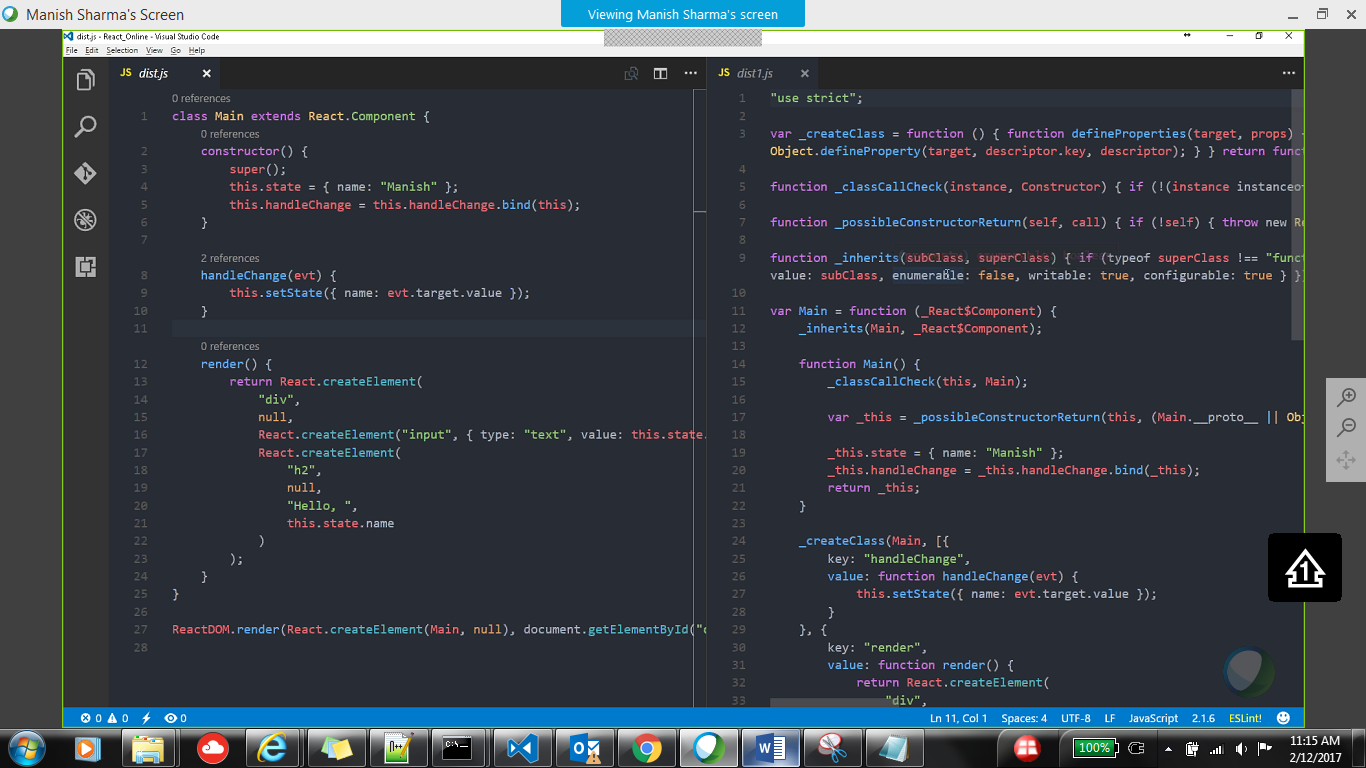 Manish Sharma's Screen
Viewing Manish Sharma's screen
dist.js - React_Online - Visual Studio Code
File Edit Selection View Go Help
JS dist.js
0 references
1 class Main extends React.Component {
0 references
2 constructor() {
3 super();
4 this.state = { name: "Manish" };
5 this.handleChange = this.handleChange.bind(this);
6 }
7
2 references
8 handleChange(evt) {
9 this.setState({ name: evt.target.value });
10 }
11
0 references
12 render() {
13 return React.createElement(
14 "div",
15 null,
16 React.createElement("input", { type: "text", value: this.state.
17 React.createElement(
18 "h2",
19 null,
20 "Hello, ",
21 this.state.name
22 )
23 );
24 }
25 }
26
27 ReactDOM.render(React.createElement(Main, null), document.getElementById("
28
JS dist1.js
1 "use strict";
2
3 var _createClass = function () { function defineProperties(target, props) {
Object.defineProperty(target, descriptor.key, descriptor); } } return func
4
5 function _classCallCheck(instance, Constructor) { if (!(instance instanceo
6
7 function _possibleConstructorReturn(self, call) { if (!self) { throw new Re
8
9 function _inherits(subClass, superClass) { if (typeof superClass !== "func
value: subClass, enumerable: false, writable: true, configurable: true } }
10
11 var Main = function (_React$Component) {
12 _inherits(Main, _React$Component);
13
14 function Main() {
15 _classCallCheck(this, Main);
16
17 var _this = _possibleConstructorReturn(this, (Main.__proto__ || Obj
18
19 _this.state = { name: "Manish" };
20 _this.handleChange = _this.handleChange.bind(_this);
21 return _this;
22 }
23
24 _createClass(Main, [{
25 key: "handleChange",
26 value: function handleChange(evt) {
27 this.setState({ name: evt.target.value });
28 }
29 }, {
30 key: "render",
31 value: function render() {
32 return React.createElement(
33 "div",
1
0 0 0
Ln 11, Col 1 Spaces: 4 UTF-8 LF JavaScript 2.1.6 ESLint!
100%
11:15 AM
2/12/2017